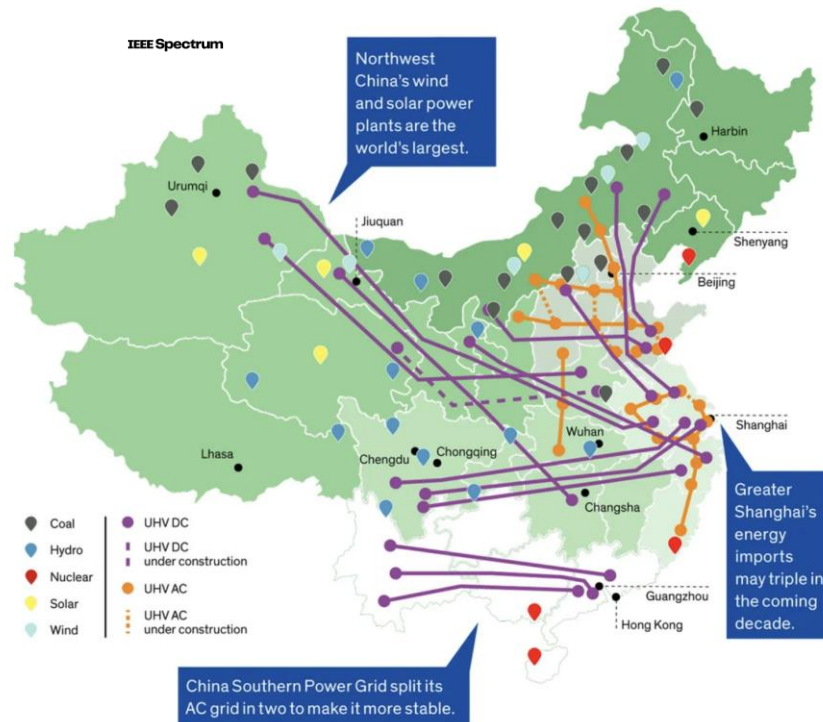 IEEE Spectrum
Northwest
China's wind
and solar power
plants are the
world's largest.
Harbin
Urumqi
Jiuquan
Shenyang
Beijing
Shanghai
Wuhan
Chengdu
Chongqing
Lhasa
Changsha
Greater
Shanghai's
energy
imports
may triple in
the coming
decade.
Coal
Hydro
Nuclear
Solar
Wind
UHV DC
UHV DC
under construction
UHV AC
UHV AC
under construction
Guangzhou
Hong Kong
China Southern Power Grid split its
AC grid in two to make it more stable.